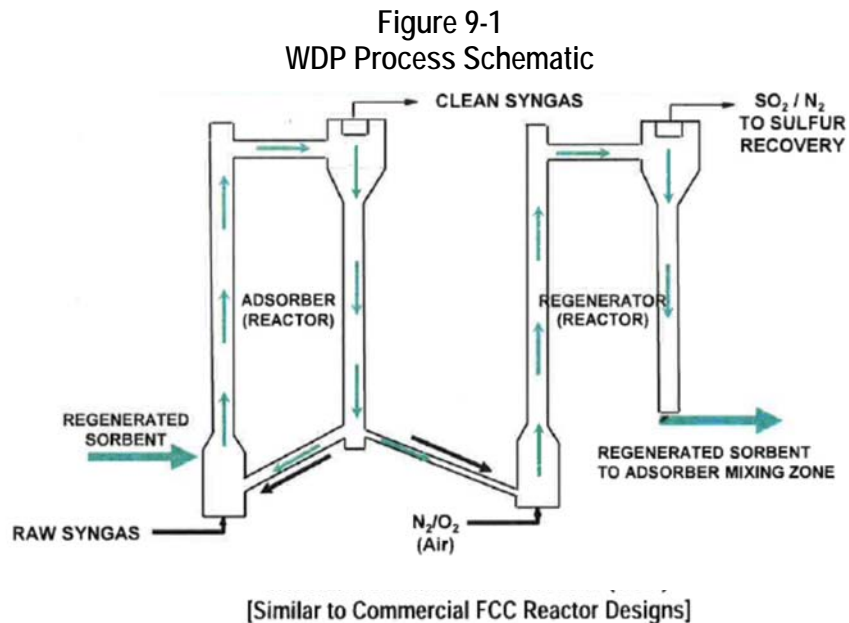 Figure 9-1
WDP Process Schematic
CLEAN SYNGAS
SO₂ / N₂
TO SULFUR
RECOVERY
ADSORBER
(REACTOR)
REGENERATOR
(REACTOR)
REGENERATED
SORBENT
REGENERATED SORBENT
TO ADSORBER MIXING ZONE
RAW SYNGAS
N₂/O₂
(Air)
[Similar to Commercial FCC Reactor Designs]